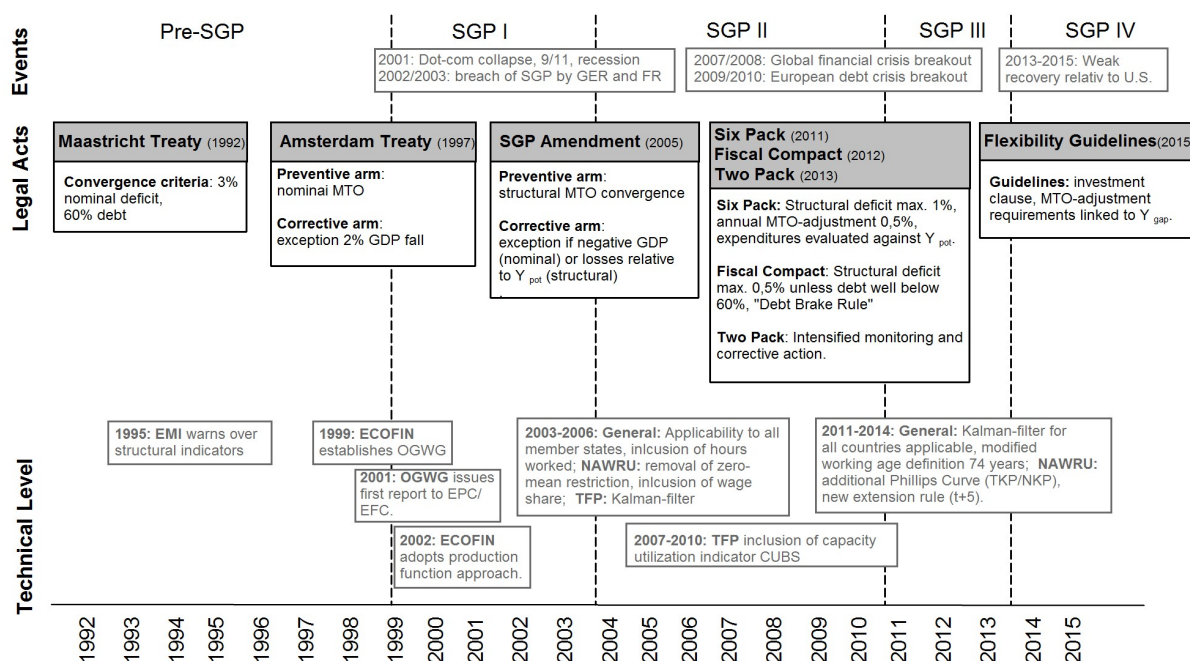 Pre-SGP
SGP I
SGP II
SGP III
SGP IV
Events
2001: Dot-com collapse, 9/11, recession
2002/2003: breach of SGP by GER and FR
2007/2008: Global financial crisis breakout
2009/2010: European debt crisis breakout
2013-2015: Weak
recovery relativ to U.S.
Legal Acts
Maastricht Treaty (1992)
Convergence criteria: 3%
nominal deficit,
60% debt
Amsterdam Treaty (1997)
Preventive arm:
nominal MTO
Corrective arm:
exception 2% GDP fall
SGP Amendment (2005)
Preventive arm:
structural MTO convergence
Corrective arm:
exception if negative GDP
(nominal) or losses relative
to Y pot (structural)
.
Six Pack (2011)
Fiscal Compact (2012)
Two Pack (2013)
Six Pack: Structural deficit max. 1%,
annual MTO-adjustment 0,5%,
expenditures evaluated against Y pot.
Fiscal Compact: Structural deficit
max. 0,5% unless debt well below
60%, "Debt Brake Rule"
Two Pack: Intensified monitoring and
corrective action.
Flexibility Guidelines(2015
Guidelines: investment
clause, MTO-adjustment
requirements linked to Y gap.
Technical Level
1995: EMI warns over
structural indicators
1999: ECOFIN
establishes OGWG
2001: OGWG issues
first report to EPC/
EFC.
2002: ECOFIN
adopts production
function approach.
2003-2006: General: Applicability to all
member states, inlcusion of hours
worked; NAWRU: removal of zero-
mean restriction, inlcusion of wage
share; TFP: Kalman-filter
2007-2010: TFP inclusion of capacity
utilization indicator CUBS
2011-2014: General: Kalman-filter for
all countries applicable, modified
working age definition 74 years; NAWRU:
additional Phillips Curve (TKP/NKP),
new extension rule (t+5).
1992
1993
1994
1995
1996
1997
1998
1999
2000
2001
2002
2003
2004
2005
2006
2007
2008
2009
2010
2011
2012
2013
2014
2015